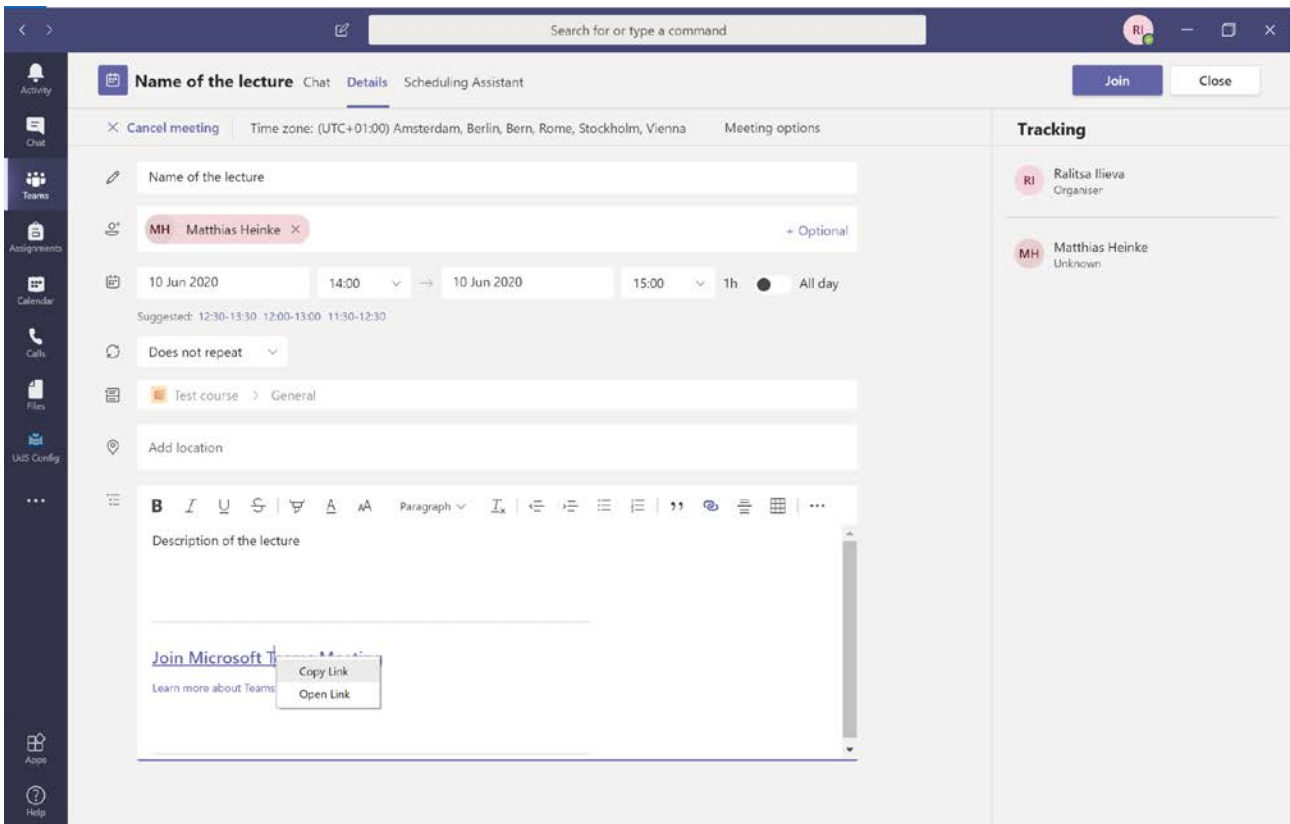 Search for or type a command
RI
Activity
Chat
Teams
Assignments
Calendar
Calls
Files
UdS Config
Apps
Help
Name of the lecture Chat Details Scheduling Assistant
Join Close
Cancel meeting Time zone: (UTC+01:00) Amsterdam, Berlin, Bern, Rome, Stockholm, Vienna Meeting options
Name of the lecture
MH Matthias Heinke × + Optional
10 Jun 2020 14:00 → 10 Jun 2020 15:00 1h All day
Suggested: 12:30-13:30 12:00-13:00 11:30-12:30
Does not repeat
Test course > General
Add location
B I U S A AA Paragraph Ix ...
Description of the lecture
Join Microsoft
Learn more about Teams
Copy Link
Open Link
Tracking
RI Ralitsa Ilieva
Organiser
MH Matthias Heinke
Unknown